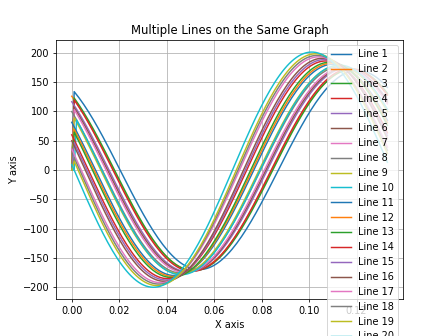 Multiple Lines on the Same Graph
Y axis
200
150
100
50
0
−50
−100
−150
−200
0.00
0.02
0.04
0.06
0.08
0.10
X axis
Line 1
Line 2
Line 3
Line 4
Line 5
Line 6
Line 7
Line 8
Line 9
Line 10
Line 11
Line 12
Line 13
Line 14
Line 15
Line 16
Line 17
Line 18
Line 19
Line 20